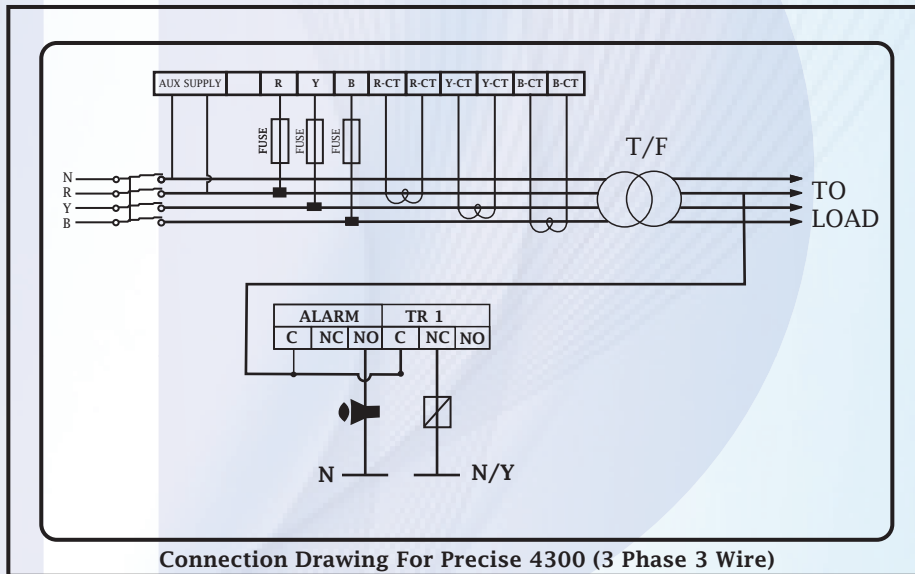 AUX SUPPLY R Y B R-CT R-CT Y-CT Y-CT B-CT B-CT
FUSE FUSE FUSE
T/F
N
R
Y
B
TO
LOAD
ALARM TR 1
C NC NO C NC NO
N N/Y
Connection Drawing For Precise 4300 (3 Phase 3 Wire)